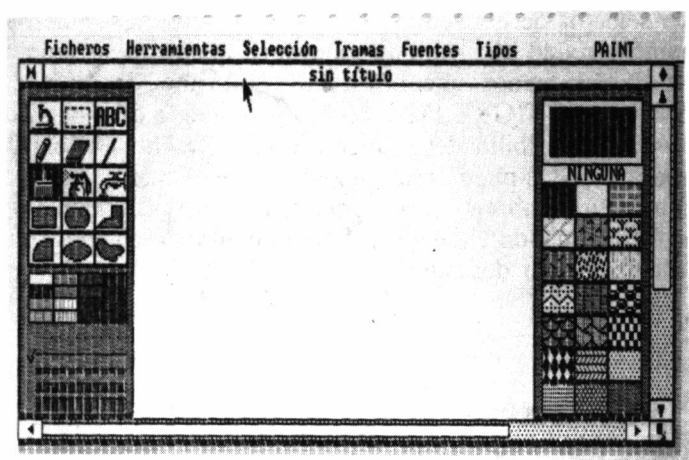 Ficheros Herramientas Selección Tramas Fuentes Tipos PAINT
sin título
ABC
NINGUNA